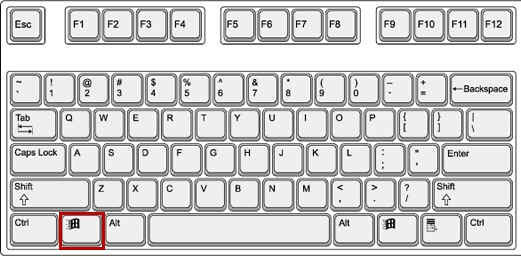 Esc F1 F2 F3 F4 F5 F6 F7 F8 F9 F10 F11 F12
~ ! @ # $ % ^ & * ( ) – +
` 1 2 3 4 5 6 7 8 9 0 - = ←Backspace
Tab Q W E R T Y U I O P { } |
[ ] \
Caps Lock A S D F G H J K L : " Enter
; '
Shift Z X C V B N M < > ? Shift
, . /
Ctrl Alt Alt Ctrl